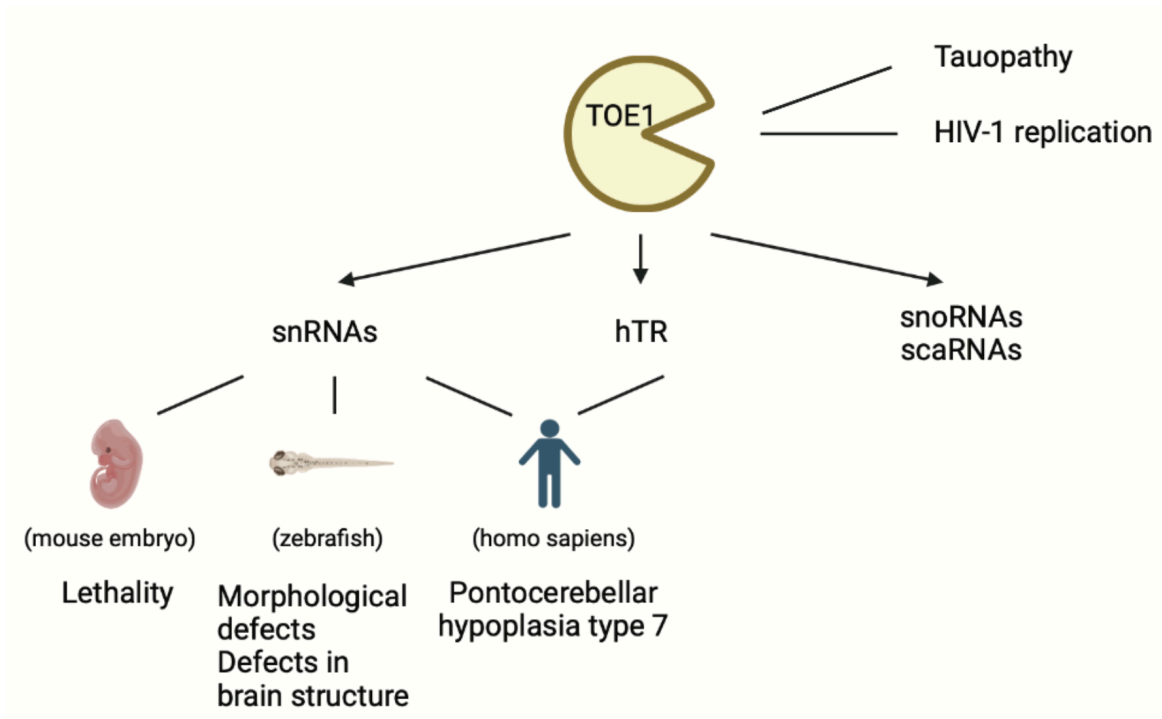 TOE1
Tauopathy
HIV-1 replication
snRNAs
hTR
snoRNAs
scaRNAs
(mouse embryo)
(zebrafish)
(homo sapiens)
Lethality
Morphological
defects
Defects in
brain structure
Pontocerebellar
hypoplasia type 7